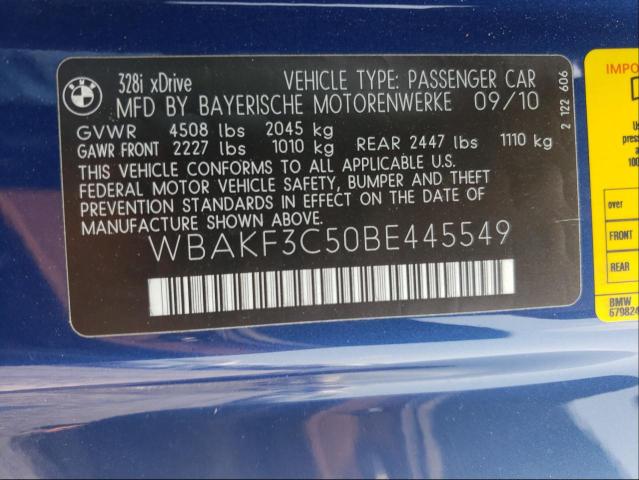 BMW
328i xDrive VEHICLE TYPE: PASSENGER CAR
MFD BY BAYERISCHE MOTORENWERKE 09/10
GVWR 4508 lbs 2045 kg
GAWR FRONT 2227 lbs 1010 kg REAR 2447 lbs 1110 kg
THIS VEHICLE CONFORMS TO ALL APPLICABLE U.S.
FEDERAL MOTOR VEHICLE SAFETY, BUMPER AND THEFT
PREVENTION STANDARDS IN EFFECT ON THE DATE OF
MANUFACTURE SHOWN ABOVE.
WBAKF3C50BE445549
2 122 606
FRONT
REAR
BMW